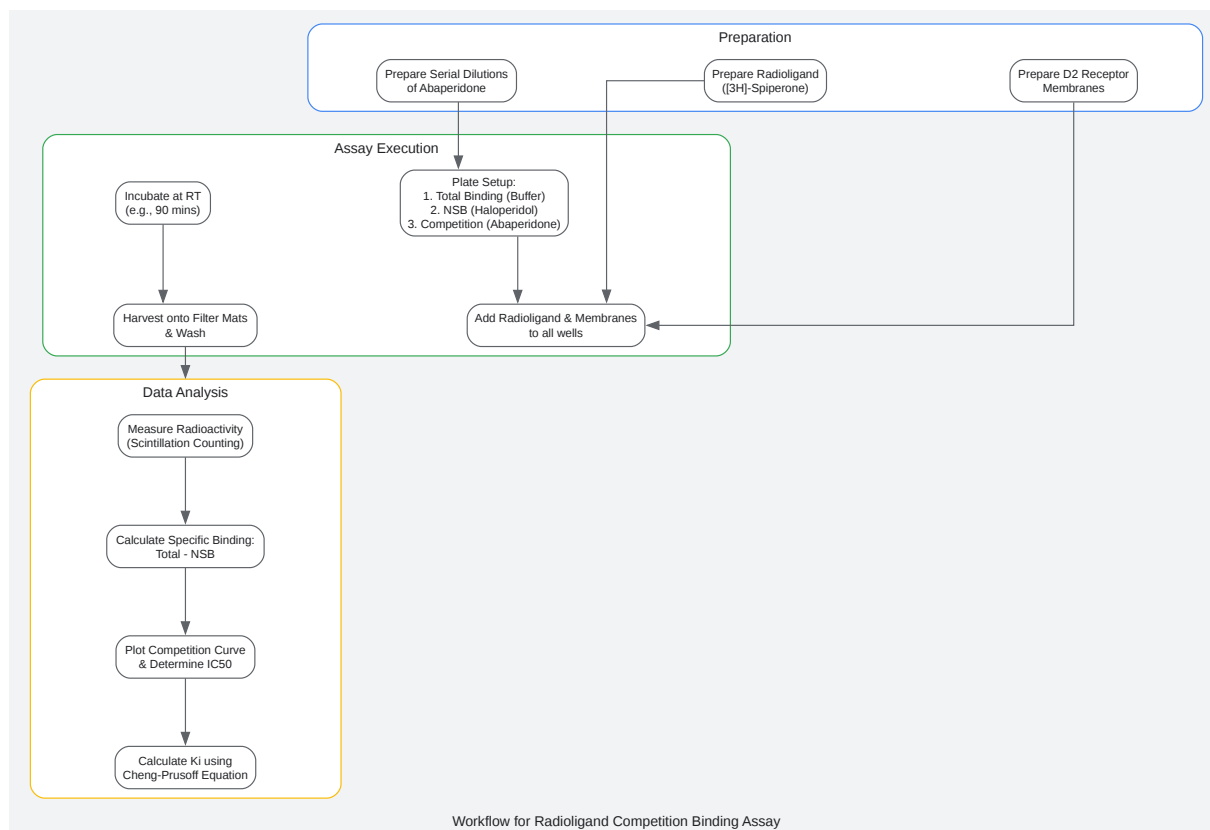 Preparation
Prepare Serial Dilutions
of Abaperidone
Prepare Radioligand
([3H]-Spiperone)
Prepare D2 Receptor
Membranes
Assay Execution
Incubate at RT
(e.g., 90 mins)
Plate Setup:
1. Total Binding (Buffer)
2. NSB (Haloperidol)
3. Competition (Abaperidone)
Harvest onto Filter Mats
& Wash
Add Radioligand & Membranes
to all wells
Data Analysis
Measure Radioactivity
(Scintillation Counting)
Calculate Specific Binding:
Total - NSB
Plot Competition Curve
& Determine IC50
Calculate Ki using
Cheng-Prusoff Equation
Workflow for Radioligand Competition Binding Assay